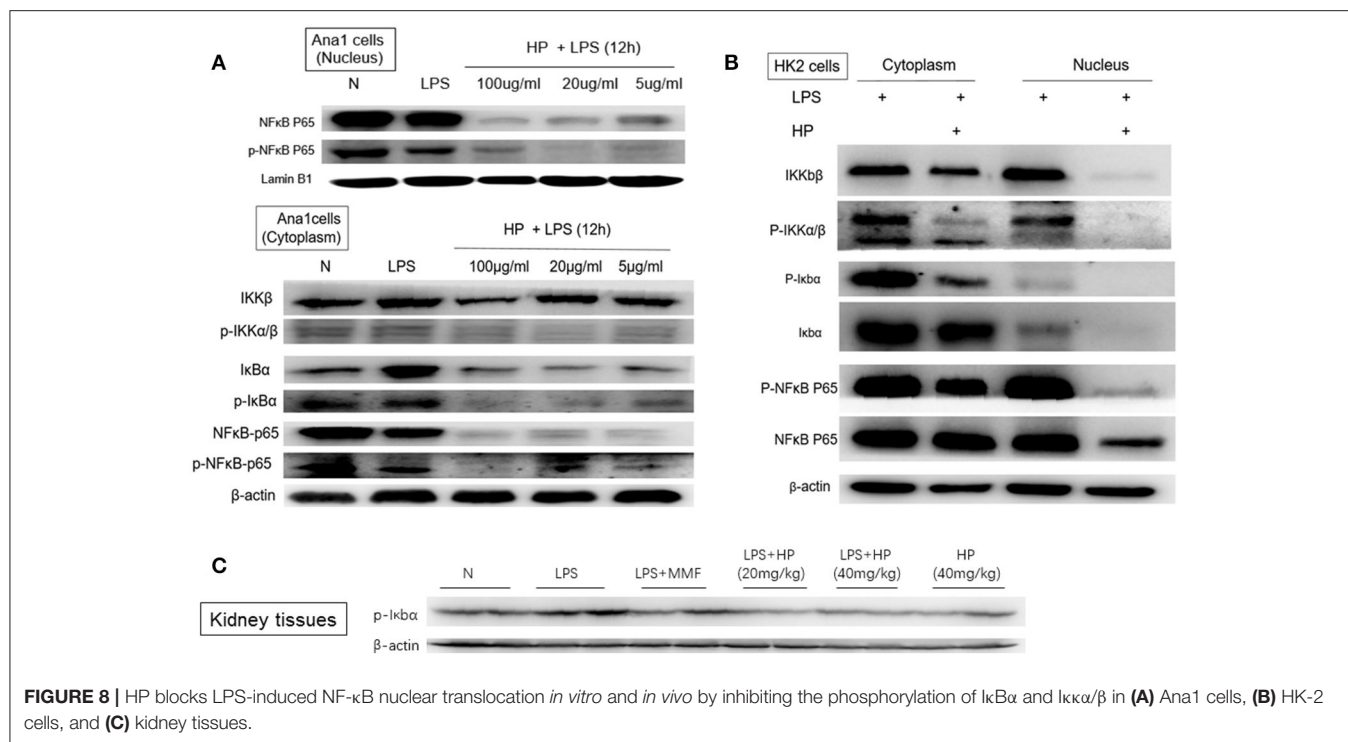 A
Ana1 cells
(Nucleus)
HP + LPS (12h)
N LPS 100ug/ml 20ug/ml 5ug/ml
NFκB P65
p-NFκB P65
Lamin B1
Ana1cells
(Cytoplasm)
HP + LPS (12h)
N LPS 100µg/ml 20µg/ml 5µg/ml
IKKβ
p-IKKα/β
IκBα
p-IκBα
NFκB-p65
p-NFκB-p65
β-actin
B
HK2 cells Cytoplasm Nucleus
LPS + + + +
HP + +
IKKbβ
P-IKKα/β
P-Ikbα
Ikbα
P-NFκB P65
NFκB P65
β-actin
C
N LPS LPS+MMF LPS+HP (20mg/kg) LPS+HP (40mg/kg) HP (40mg/kg)
Kidney tissues
p-Iκbα
β-actin
FIGURE 8 | HP blocks LPS-induced NF-κB nuclear translocation in vitro and in vivo by inhibiting the phosphorylation of IκBα and Iκκα/β in (A) Ana1 cells, (B) HK-2
cells, and (C) kidney tissues.